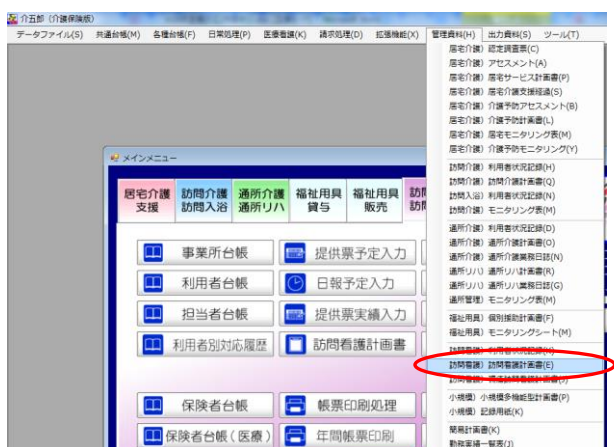 介五郎（介護保険版）
データファイル(S) 共通台帳(M) 各種台帳(F) 日常処理(P) 医療看護(K) 請求処理(D) 拡張機能(X) 管理資料(H) 出力資料(S) ツール(T)
居宅介護）認定調査票(C)
居宅介護）アセスメント(A)
居宅介護）居宅サービス計画書(P)
居宅介護）居宅介護支援経過(S)
居宅介護）介護予防アセスメント(B)
居宅介護）介護予防計画書(L)
居宅介護）居宅モニタリング表(M)
居宅介護）介護予防モニタリング(Y)
訪問介護）利用者状況記録(H)
訪問介護）訪問介護計画書(Q)
訪問入浴）利用者状況記録(N)
訪問介護）モニタリング表(M)
通所介護）利用者状況記録(D)
通所介護）通所介護計画書(O)
通所介護）通所介護業務日誌(N)
通所リハ）通所リハ計画書(R)
通所リハ）通所リハ業務日誌(G)
通所管理）モニタリング表(M)
福祉用具）個別援助計画書(F)
福祉用具）モニタリングシート(M)
訪問看護）訪問看護計画書(E)
小規模）小規模多機能型計画書(P)
小規模）記録用紙(K)
簡易計画書(K)
勤務実績一覧表(J)
メインメニュー
居宅介護支援 訪問介護訪問入浴 通所介護通所リハ 福祉用具貸与 福祉用具販売
事業所台帳 提供票予定入力
利用者台帳 日報予定入力
担当者台帳 提供票実績入力
利用者別対応履歴 訪問看護計画書
保険者台帳 帳票印刷処理
保険者台帳（医療） 年間帳票印刷